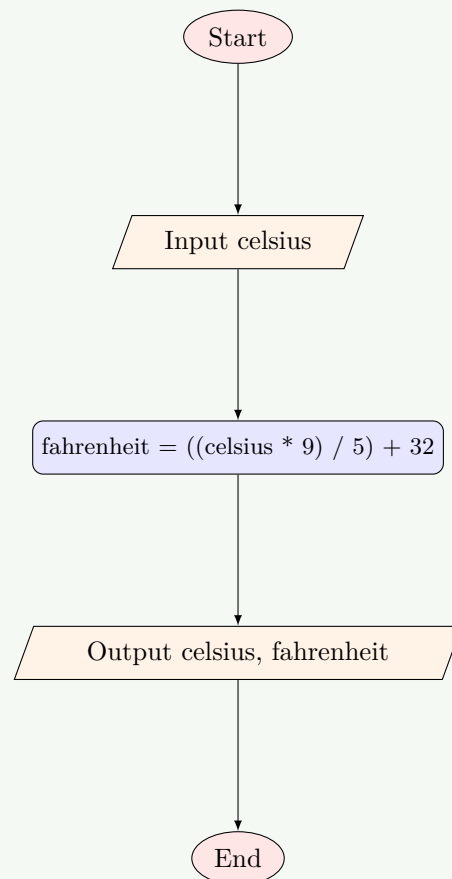 Start
Input celsius
fahrenheit = ((celsius * 9) / 5) + 32
Output celsius, fahrenheit
End